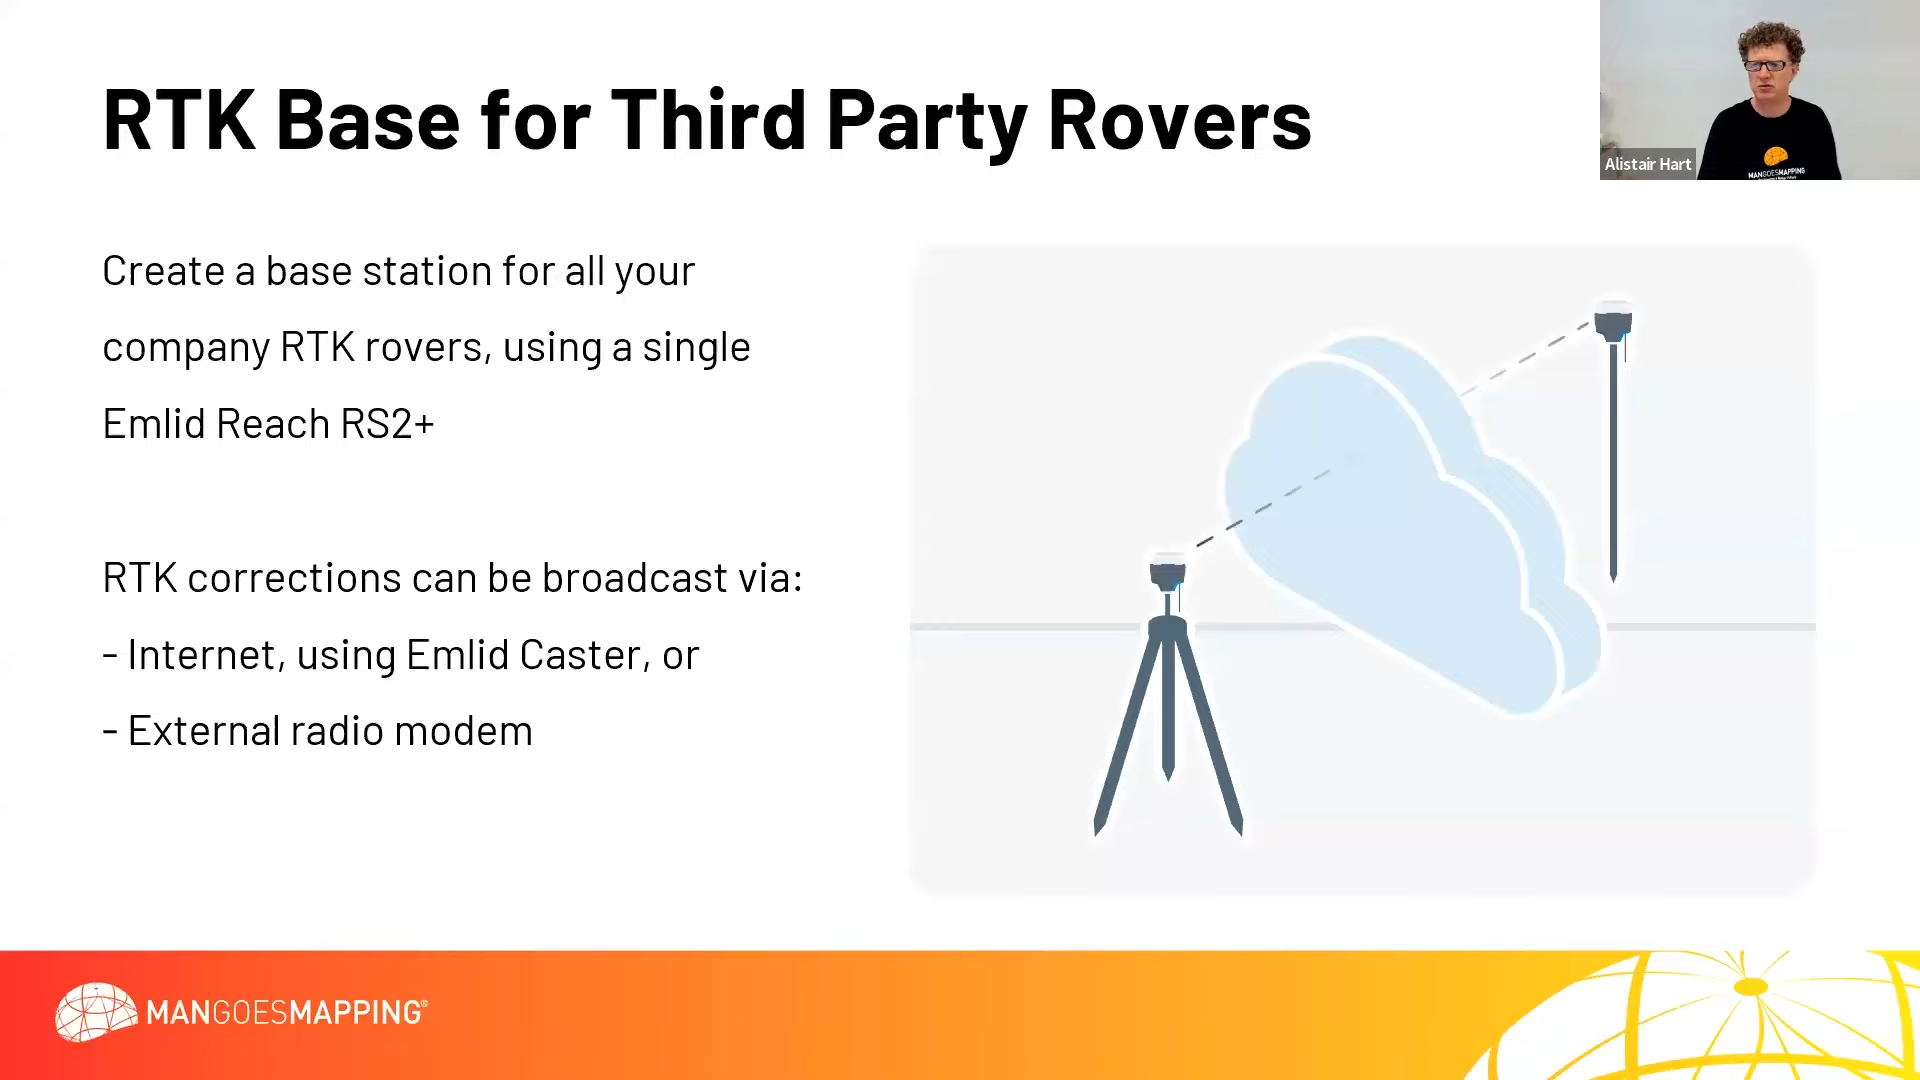 RTK Base for Third Party Rovers
Alistair Hart
MANGOESMAPPING
Create a base station for all your
company RTK rovers, using a single
Emlid Reach RS2+
RTK corrections can be broadcast via:
- Internet, using Emlid Caster, or
- External radio modem
MANGOESMAPPING®